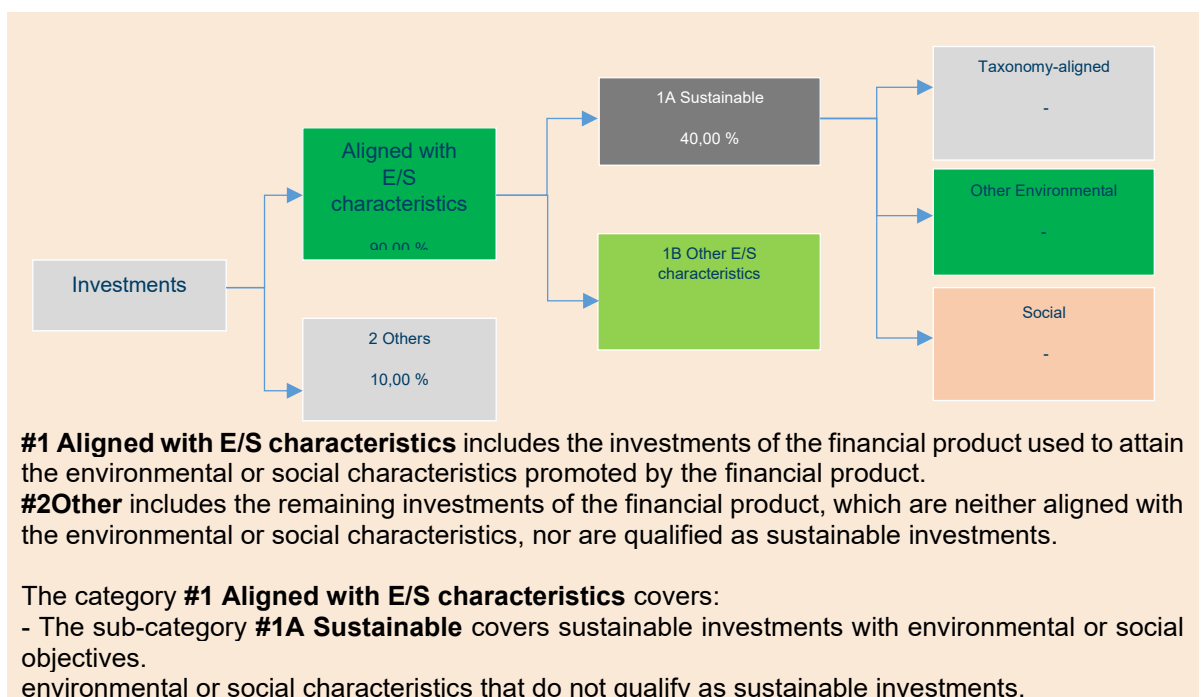 Taxonomy-aligned
-
1A Sustainable
40,00 %
Aligned with
E/S
characteristics
90,00 %
Other Environmental
-
1B Other E/S
characteristics
Investments
Social
-
2 Others
10,00 %
#1 Aligned with E/S characteristics includes the investments of the financial product used to attain
the environmental or social characteristics promoted by the financial product.
#2Other includes the remaining investments of the financial product, which are neither aligned with
the environmental or social characteristics, nor are qualified as sustainable investments.
The category #1 Aligned with E/S characteristics covers:
- The sub-category #1A Sustainable covers sustainable investments with environmental or social
objectives.
environmental or social characteristics that do not qualify as sustainable investments.